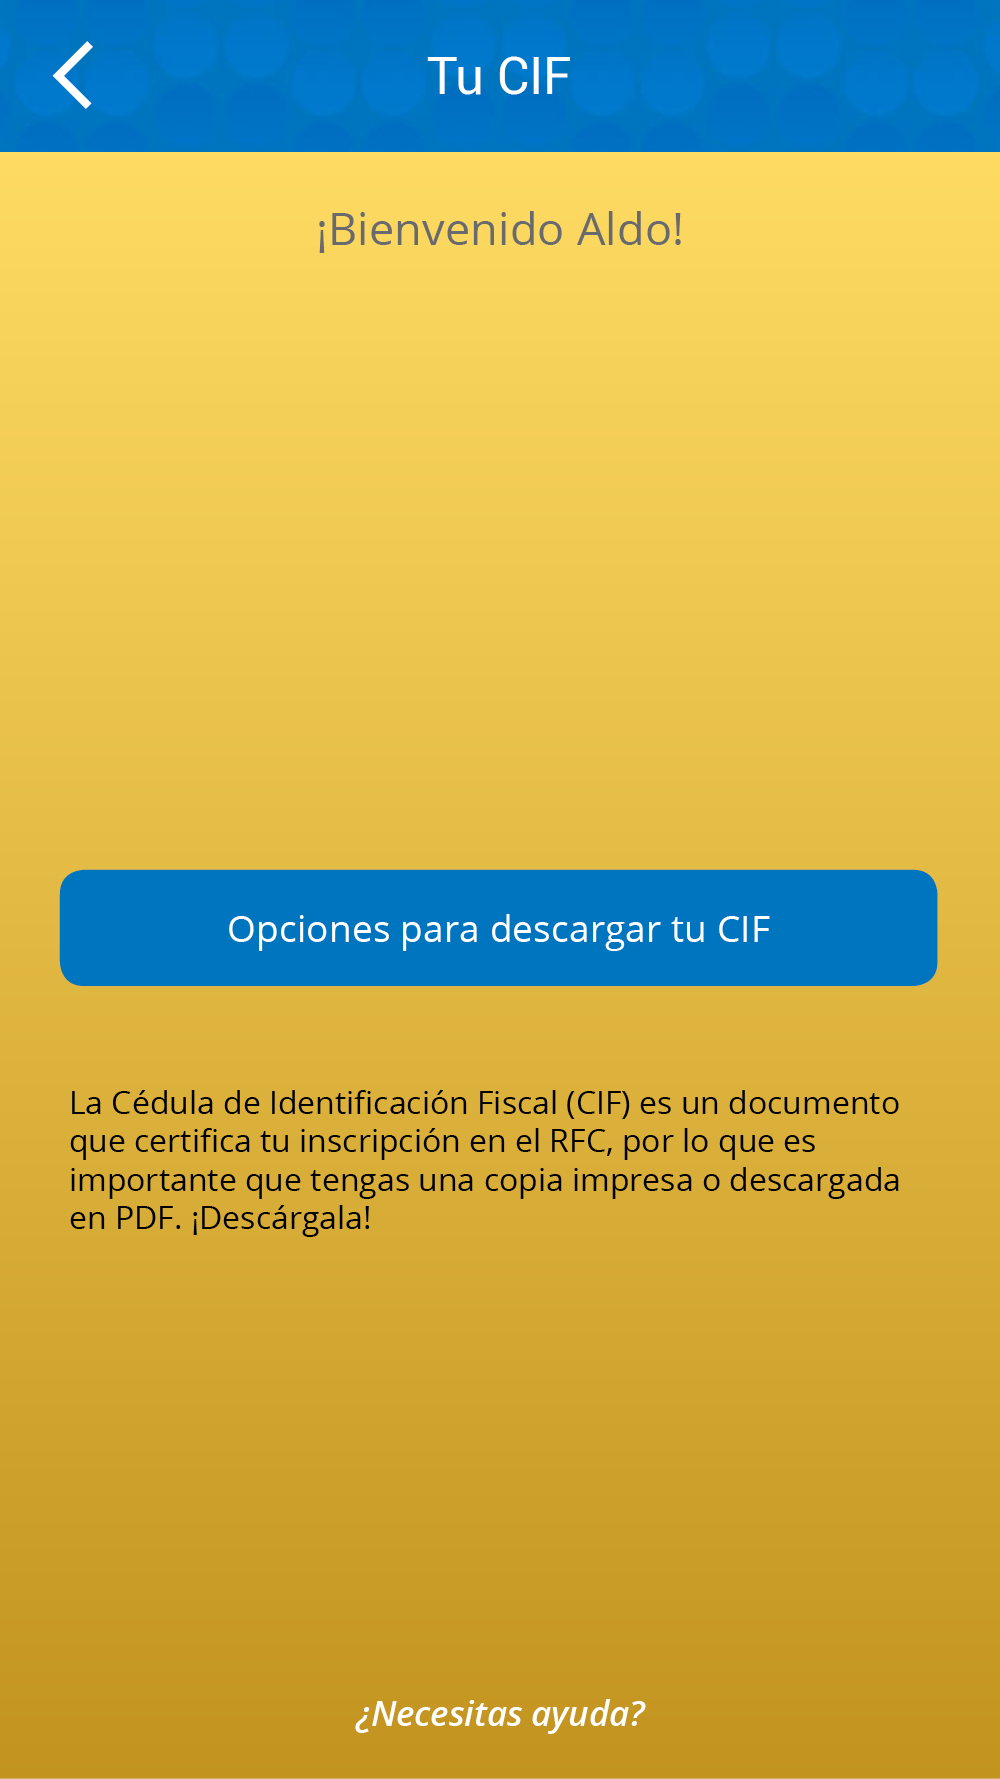 Tu CIF
¡Bienvenido Aldo!
Opciones para descargar tu CIF
La Cédula de Identificación Fiscal (CIF) es un documento
que certifica tu inscripción en el RFC, por lo que es
importante que tengas una copia impresa o descargada
en PDF. ¡Descárgala!
¿Necesitas ayuda?